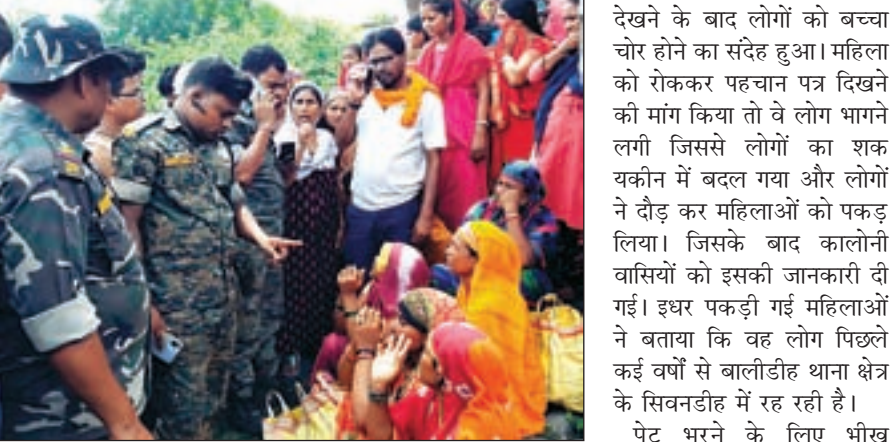 देखने के बाद लोगों को बच्चा
चोर होने का संदेह हुआ। महिला
को रोककर पहचान पत्र दिखने
की मांग किया तो वे लोग भागने
लगी जिससे लोगों का शक
यकीन में बदल गया और लोगों
ने दौड़ कर महिलाओं को पकड़
लिया। जिसके बाद कालोनी
वासियों को इसकी जानकारी दी
गई। इधर पकड़ी गई महिलाओं
ने बताया कि वह लोग पिछले
कई वर्षों से बालीडीह थाना क्षेत्र
के सिवनडीह में रह रही है।
पेट भरने के लिए भीख